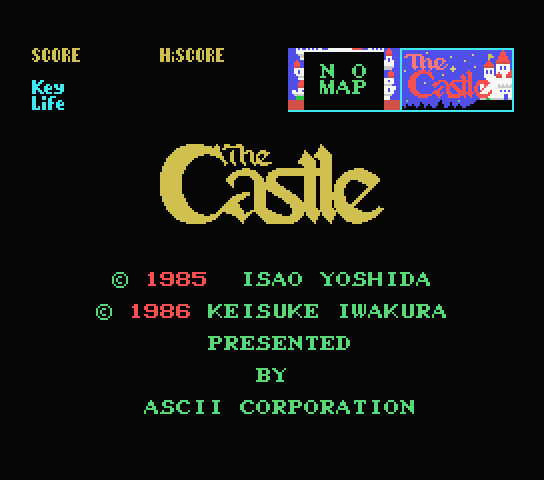 SCORE H:SCORE
Key
Life
N O
MAP
The
Castle
The
Castle
© 1985 ISAO YOSHIDA
© 1986 KEISUKE IWAKURA
PRESENTED
BY
ASCII CORPORATION